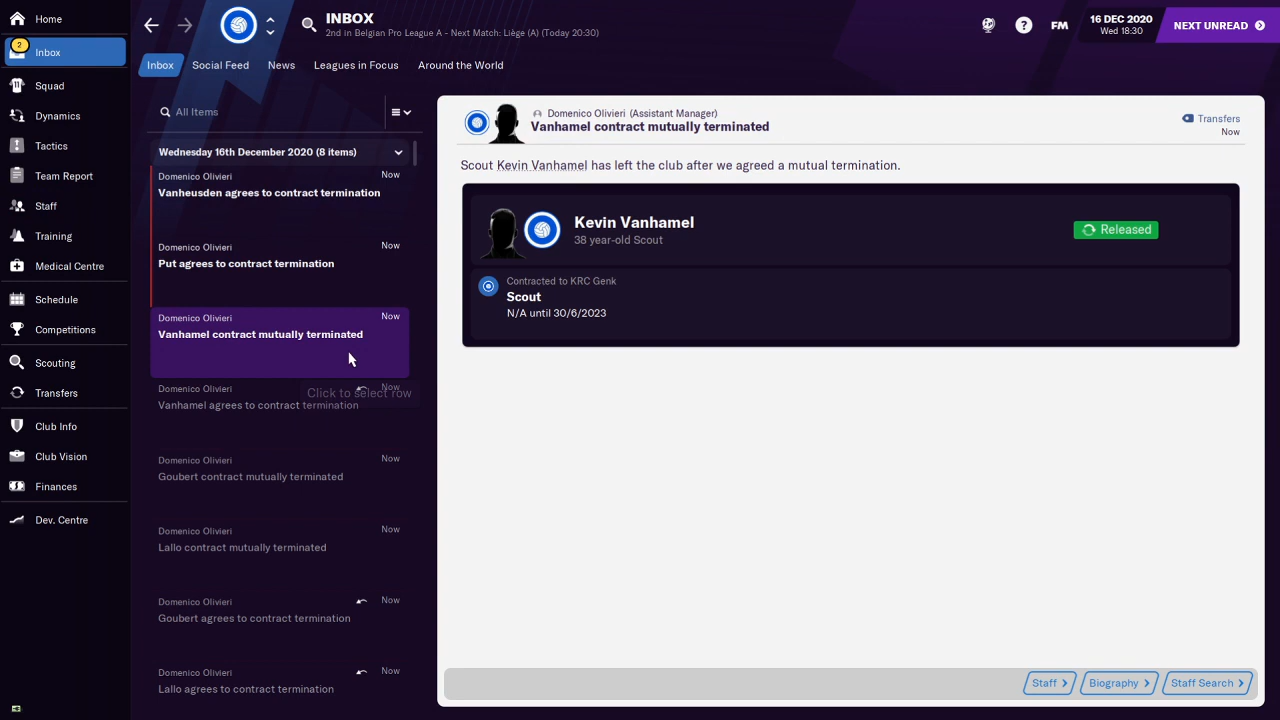 Home
2
Inbox
Squad
Dynamics
Tactics
Team Report
Staff
Training
Medical Centre
Schedule
Competitions
Scouting
Transfers
Club Info
Club Vision
Finances
Dev. Centre
INBOX
2nd in Belgian Pro League A - Next Match: Liège (A) (Today 20:30)
?
FM
16 DEC 2020
Wed 18:30
NEXT UNREAD
Inbox
Social Feed
News
Leagues in Focus
Around the World
All Items
Wednesday 16th December 2020 (8 items)
Domenico Olivieri
Now
Vanheusden agrees to contract termination
Domenico Olivieri
Now
Put agrees to contract termination
Domenico Olivieri
Now
Vanhamel contract mutually terminated
Domenico Olivieri
Now
Click to select row
Vanhamel agrees to contract termination
Domenico Olivieri
Now
Goubert contract mutually terminated
Domenico Olivieri
Now
Lallo contract mutually terminated
Domenico Olivieri
Now
Goubert agrees to contract termination
Domenico Olivieri
Now
Lallo agrees to contract termination
Domenico Olivieri (Assistant Manager)
Vanhamel contract mutually terminated
Transfers
Now
Scout Kevin Vanhamel has left the club after we agreed a mutual termination.
Kevin Vanhamel
38 year-old Scout
Released
Contracted to KRC Genk
Scout
N/A until 30/6/2023
Staff
Biography
Staff Search